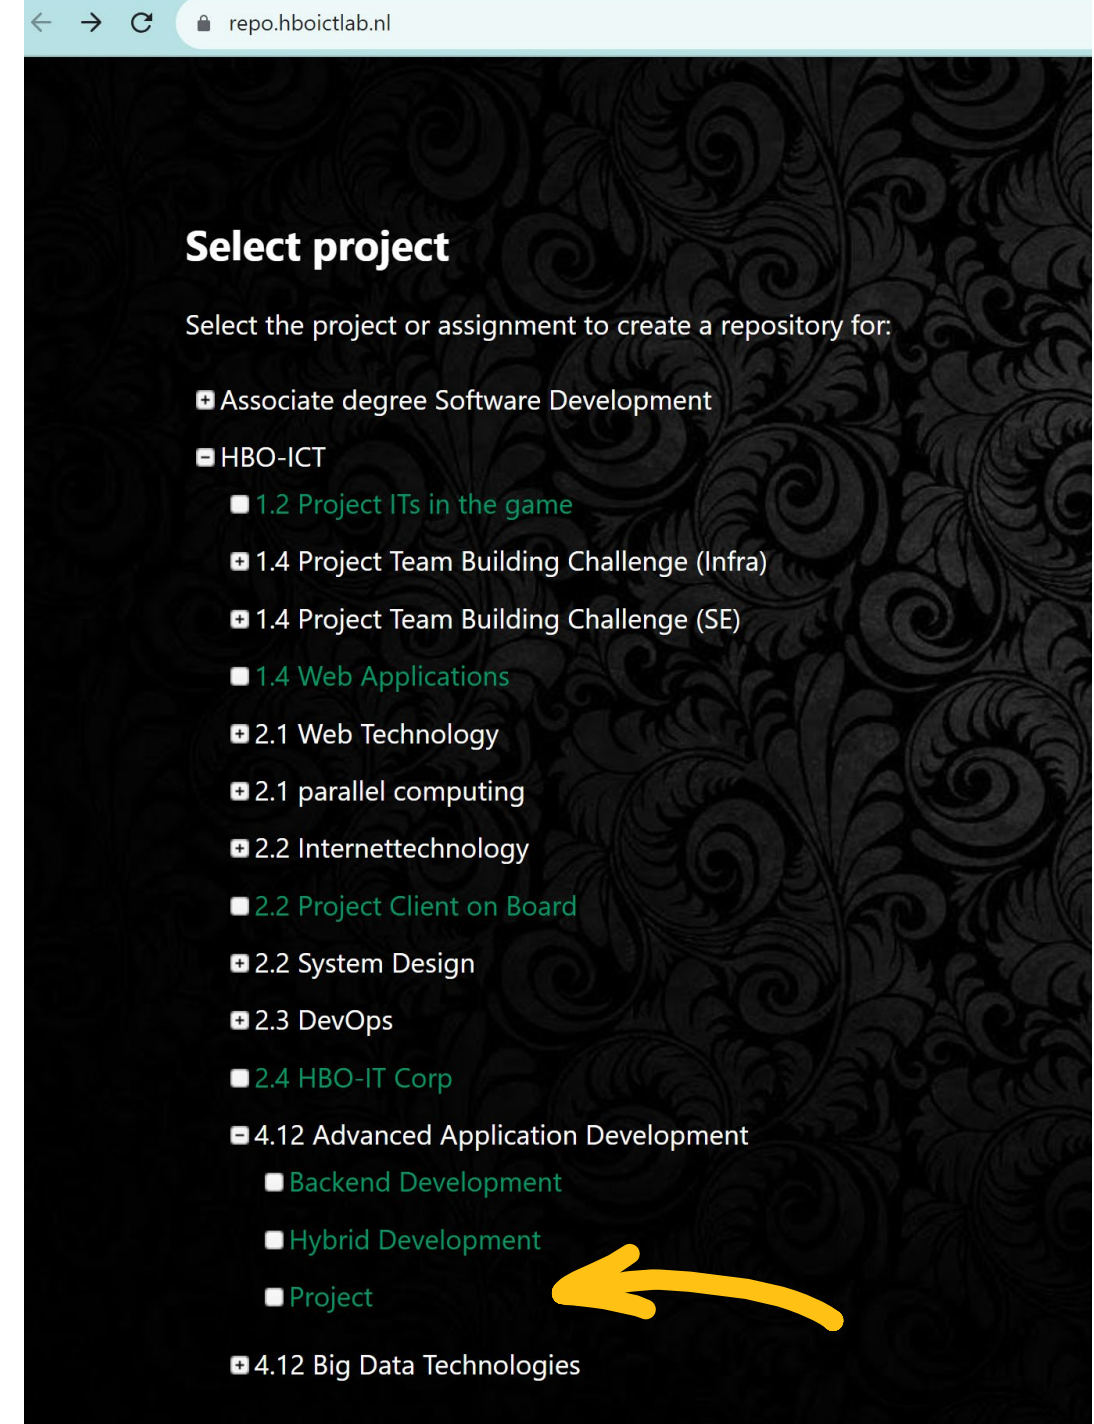 repo.hboictlab.nl
Select project
Select the project or assignment to create a repository for:
Associate degree Software Development
HBO-ICT
1.2 Project ITs in the game
1.4 Project Team Building Challenge (Infra)
1.4 Project Team Building Challenge (SE)
1.4 Web Applications
2.1 Web Technology
2.1 parallel computing
2.2 Internettechnology
2.2 Project Client on Board
2.2 System Design
2.3 DevOps
2.4 HBO-IT Corp
4.12 Advanced Application Development
Backend Development
Hybrid Development
Project
4.12 Big Data Technologies